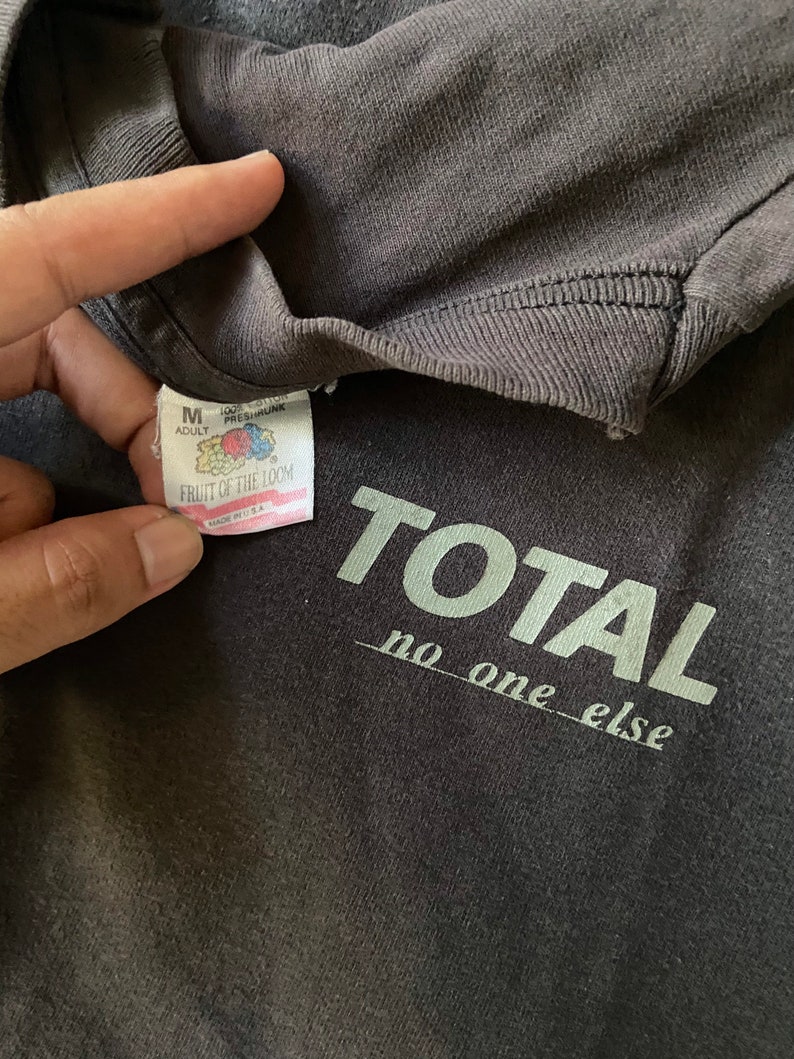 M
ADULT
100% COTTON
PRESHRUNK
®
FRUIT OF THE LOOM
MADE IN U.S.A.
TOTAL
no one else